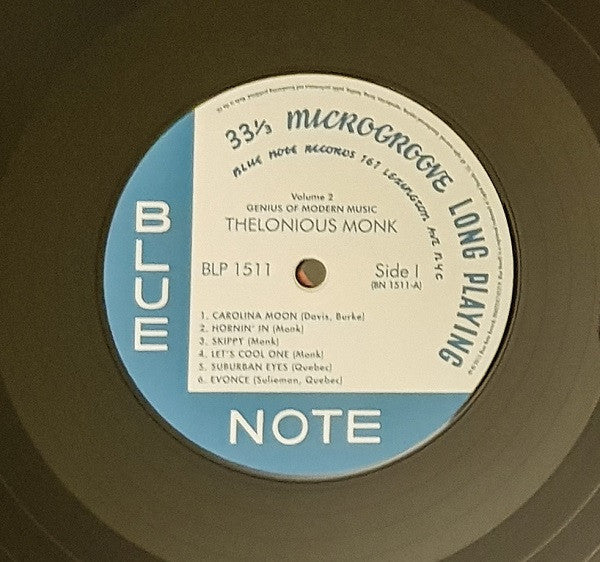 33⅓ MICROGROOVE LONG PLAYING
BLUE NOTE RECORDS 767 LEXINGTON AVE NYC
Volume 2
GENIUS OF MODERN MUSIC
THELONIOUS MONK
BLP 1511
Side I
(BN 1511-A)
1. CAROLINA MOON (Davis, Burke)
2. HORNIN' IN (Monk)
3. SKIPPY (Monk)
4. LET'S COOL ONE (Monk)
5. SUBURBAN EYES (Quebec)
6. EVONCE (Sulieman, Quebec)
BLUE
NOTE